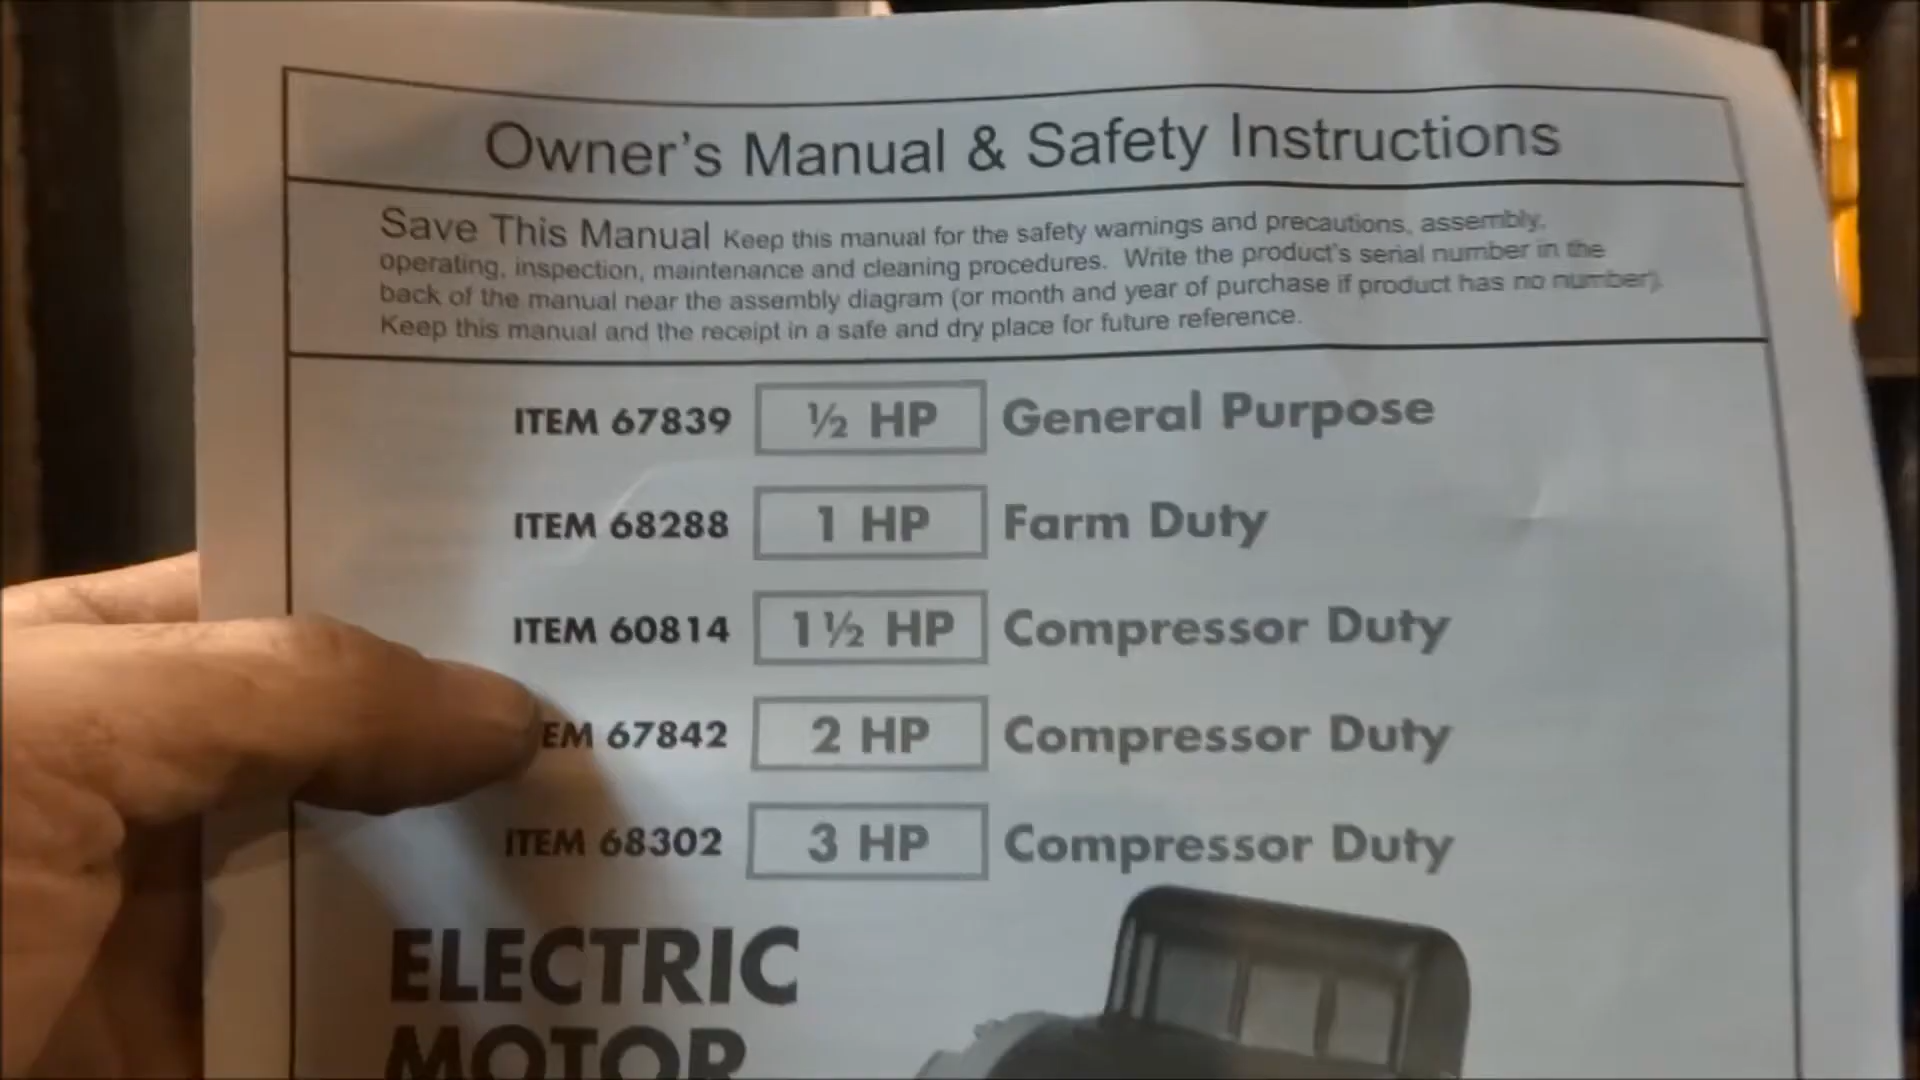 Owner's Manual & Safety Instructions
Save This Manual Keep this manual for the safety warnings and precautions, assembly,
operating, inspection, maintenance and cleaning procedures. Write the product's serial number in the
back of the manual near the assembly diagram (or month and year of purchase if product has no number).
Keep this manual and the receipt in a safe and dry place for future reference.
ITEM 67839 ½ HP General Purpose
ITEM 68288 1 HP Farm Duty
ITEM 60814 1½ HP Compressor Duty
EM 67842 2 HP Compressor Duty
ITEM 68302 3 HP Compressor Duty
ELECTRIC
MOTOR